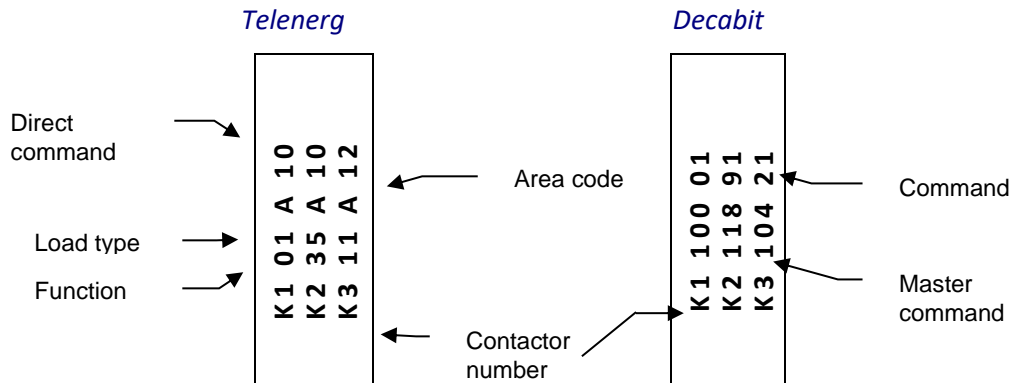 Telenerg
Decabit
Direct
command
Load type
Function
K1 01 A 10
K2 35 A 10
K3 11 A 12
Area code
Contactor
number
K1 100 01
K2 118 91
K3 104 21
Command
Master
command